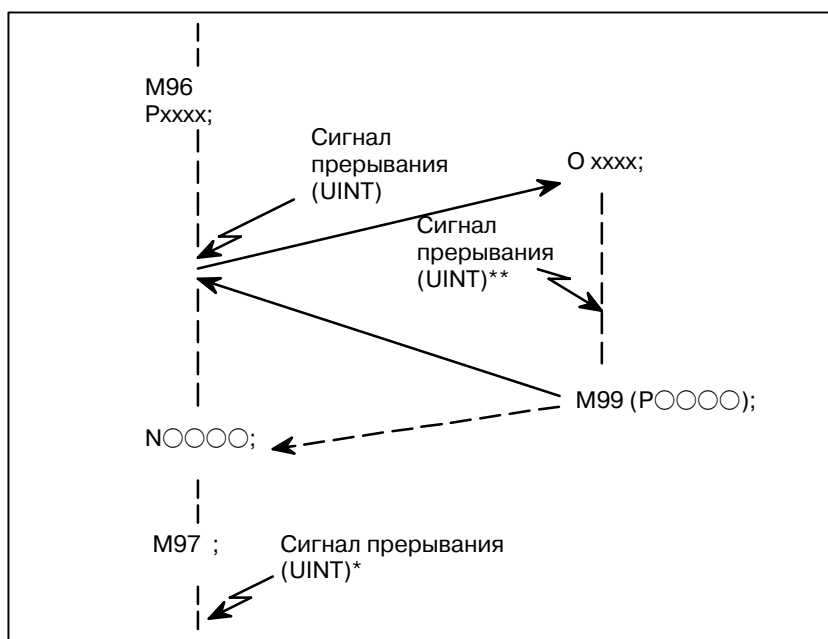 M96
Pxxxx;
Сигнал
прерывания
(UINT)
O xxxx;
Сигнал
прерывания
(UINT)**
M99 (P○○○○);
N○○○○;
M97 ;
Сигнал прерывания
(UINT)*